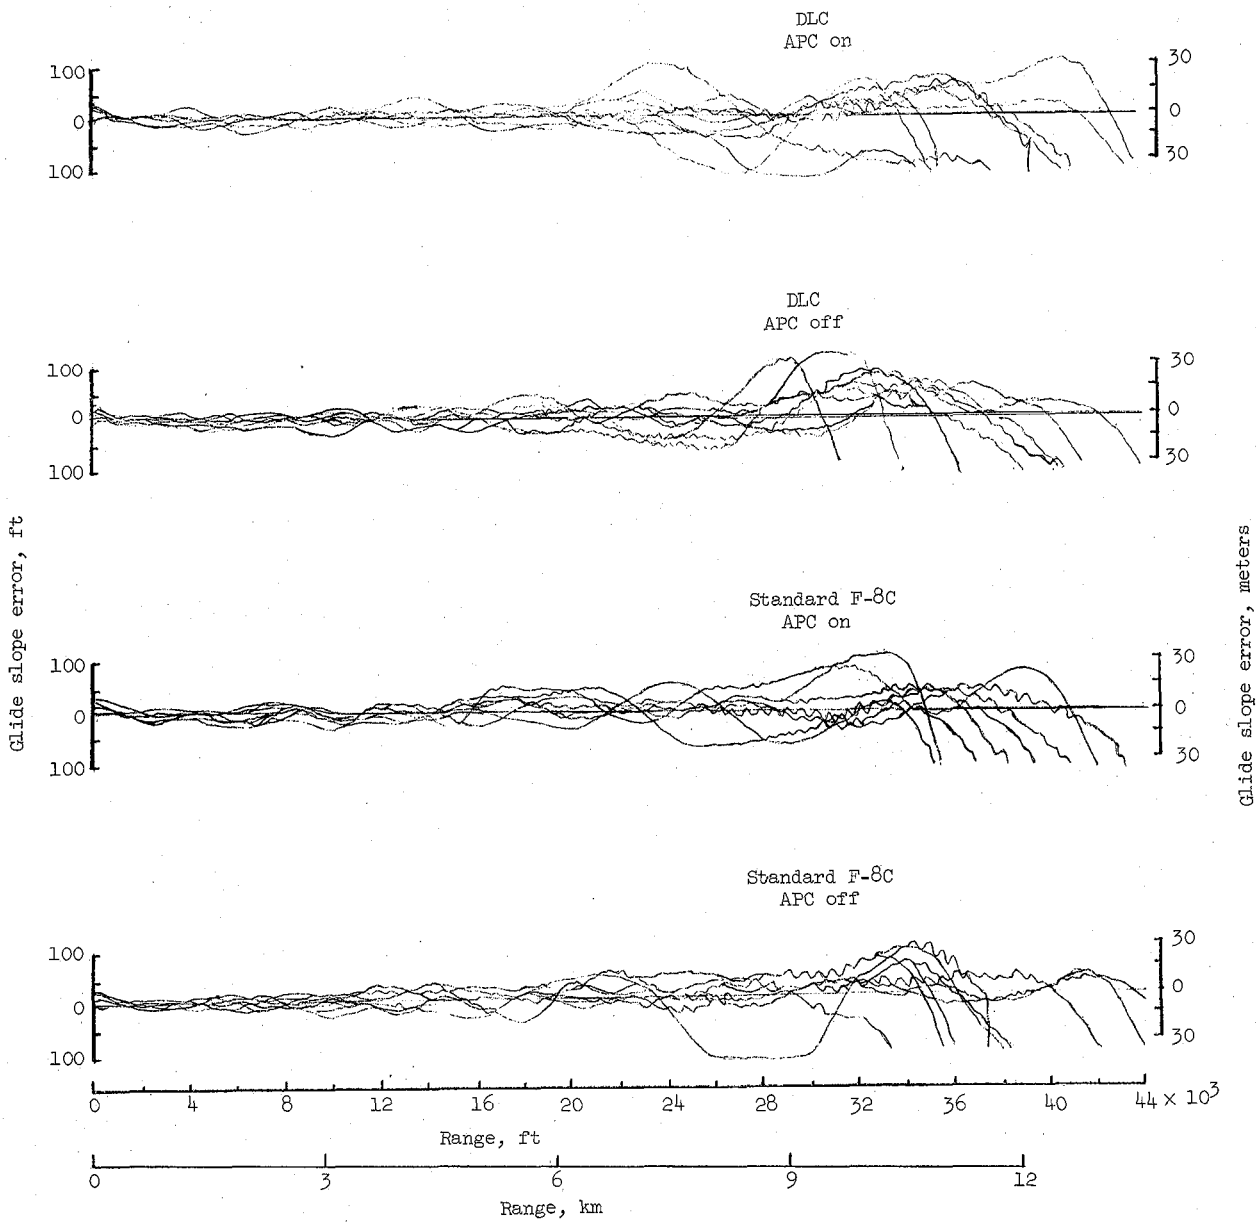 DLC
APC on
100
0
100
30
0
30
DLC
APC off
100
0
100
30
0
30
Glide slope error, ft
Glide slope error, meters
Standard F-8C
APC on
100
0
100
30
0
30
Standard F-8C
APC off
100
0
100
30
0
30
0 4 8 12 16 20 24 28 32 36 40 44 × 10³
Range, ft
0 3 6 9 12
Range, km